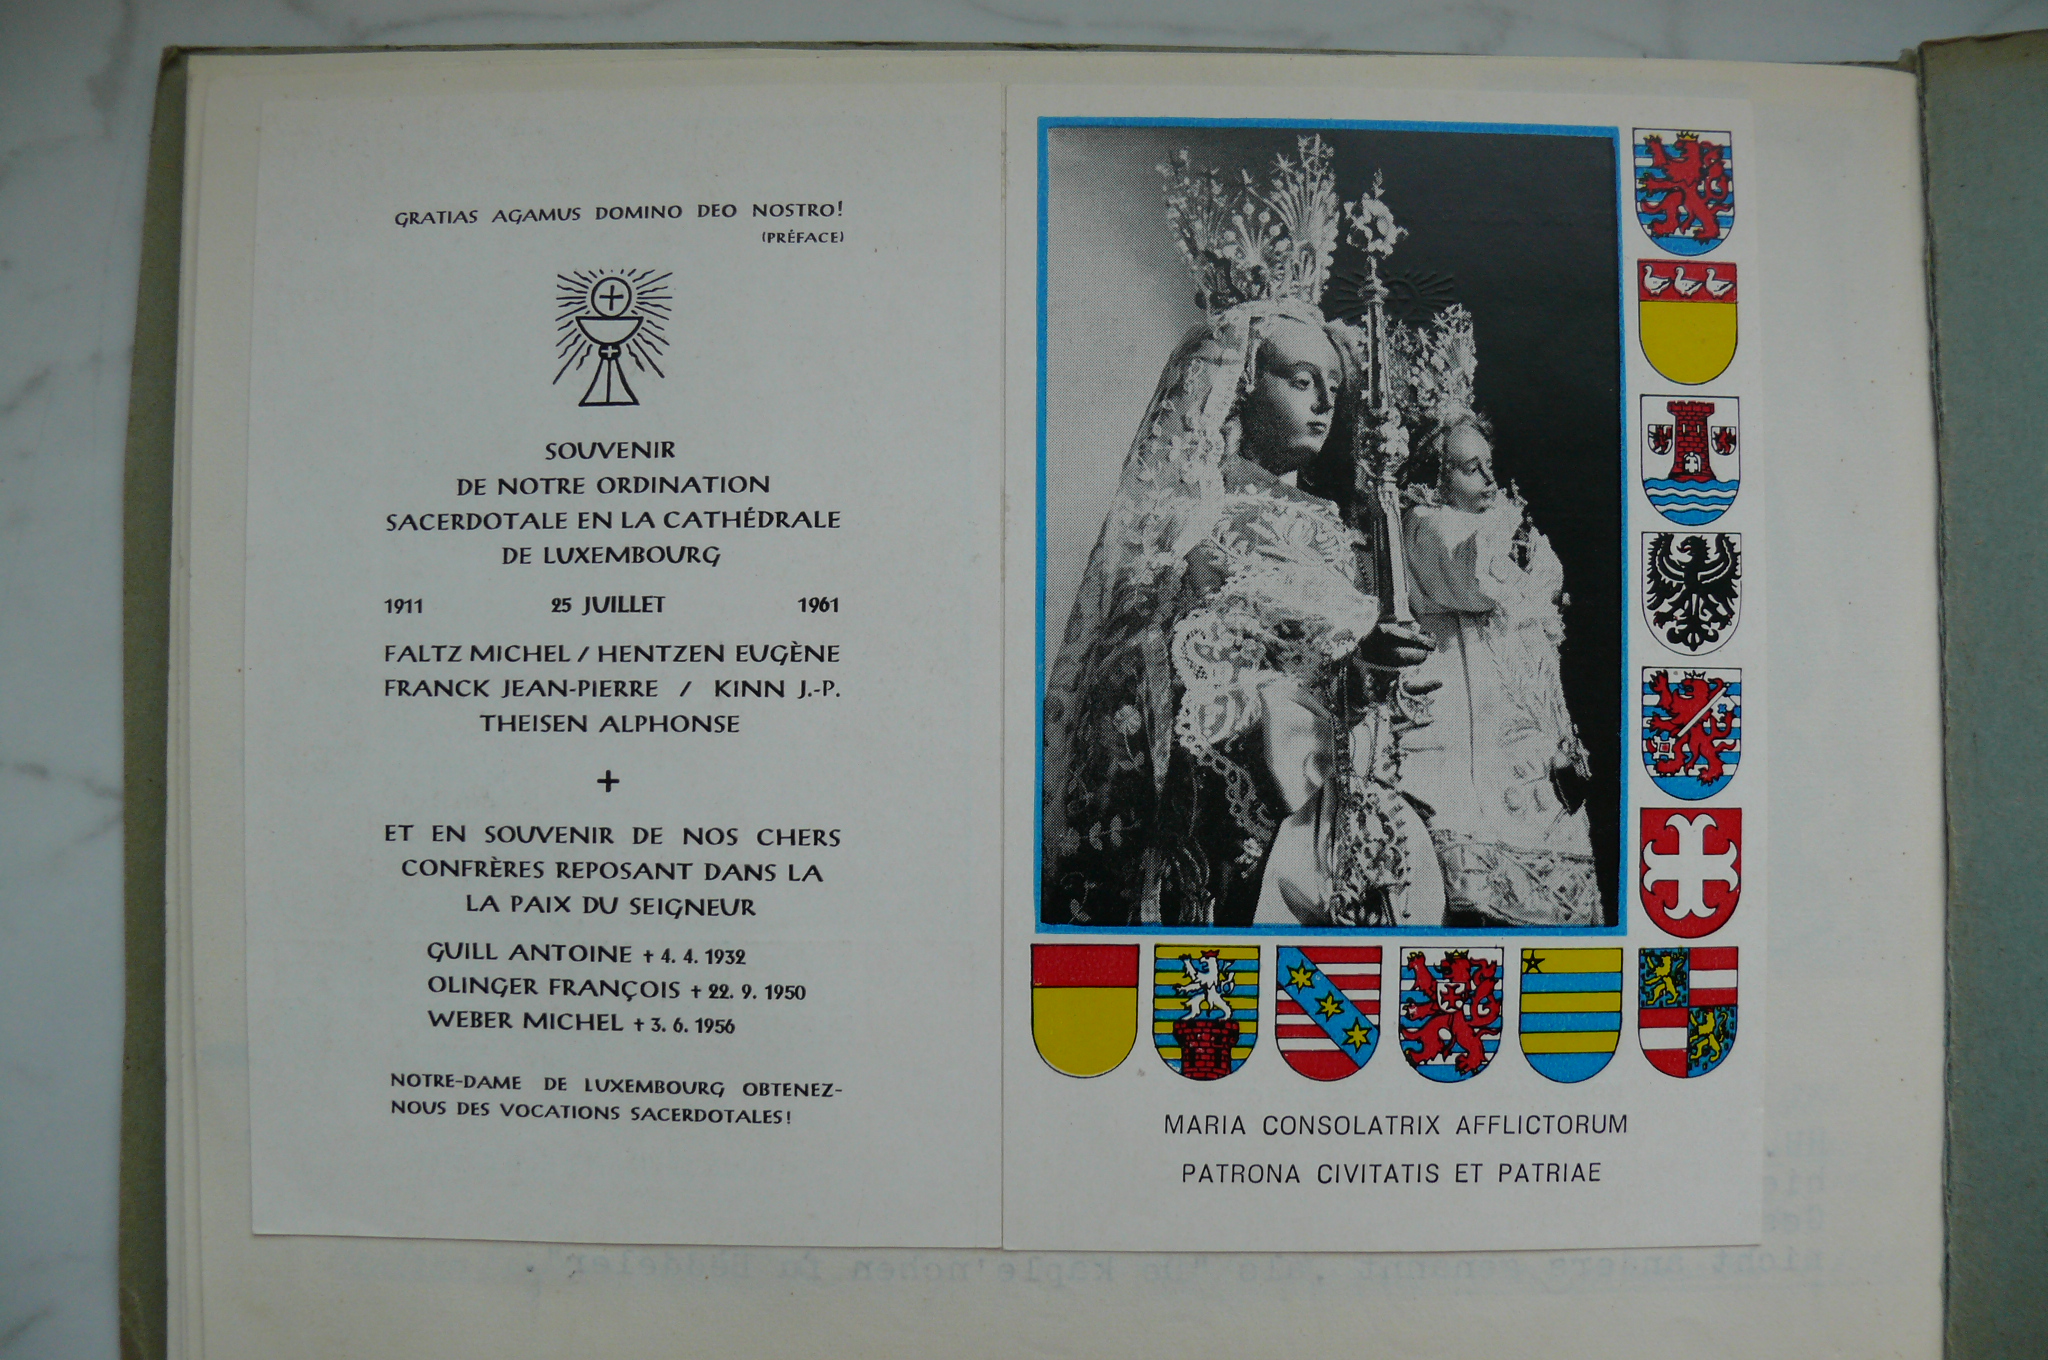 GRATIAS AGAMUS DOMINO DEO NOSTRO!
(PRÉFACE)
SOUVENIR
DE NOTRE ORDINATION
SACERDOTALE EN LA CATHÉDRALE
DE LUXEMBOURG
1911 25 JUILLET 1961
FALTZ MICHEL / HENTZEN EUGÈNE
FRANCK JEAN-PIERRE / KINN J.-P.
THEISEN ALPHONSE
+
ET EN SOUVENIR DE NOS CHERS
CONFRÈRES REPOSANT DANS LA
LA PAIX DU SEIGNEUR
GUILL ANTOINE + 4. 4. 1932
OLINGER FRANÇOIS + 22. 9. 1950
WEBER MICHEL + 3. 6. 1956
NOTRE-DAME DE LUXEMBOURG OBTENEZ-
NOUS DES VOCATIONS SACERDOTALES!
MARIA CONSOLATRIX AFFLICTORUM
PATRONA CIVITATIS ET PATRIAE